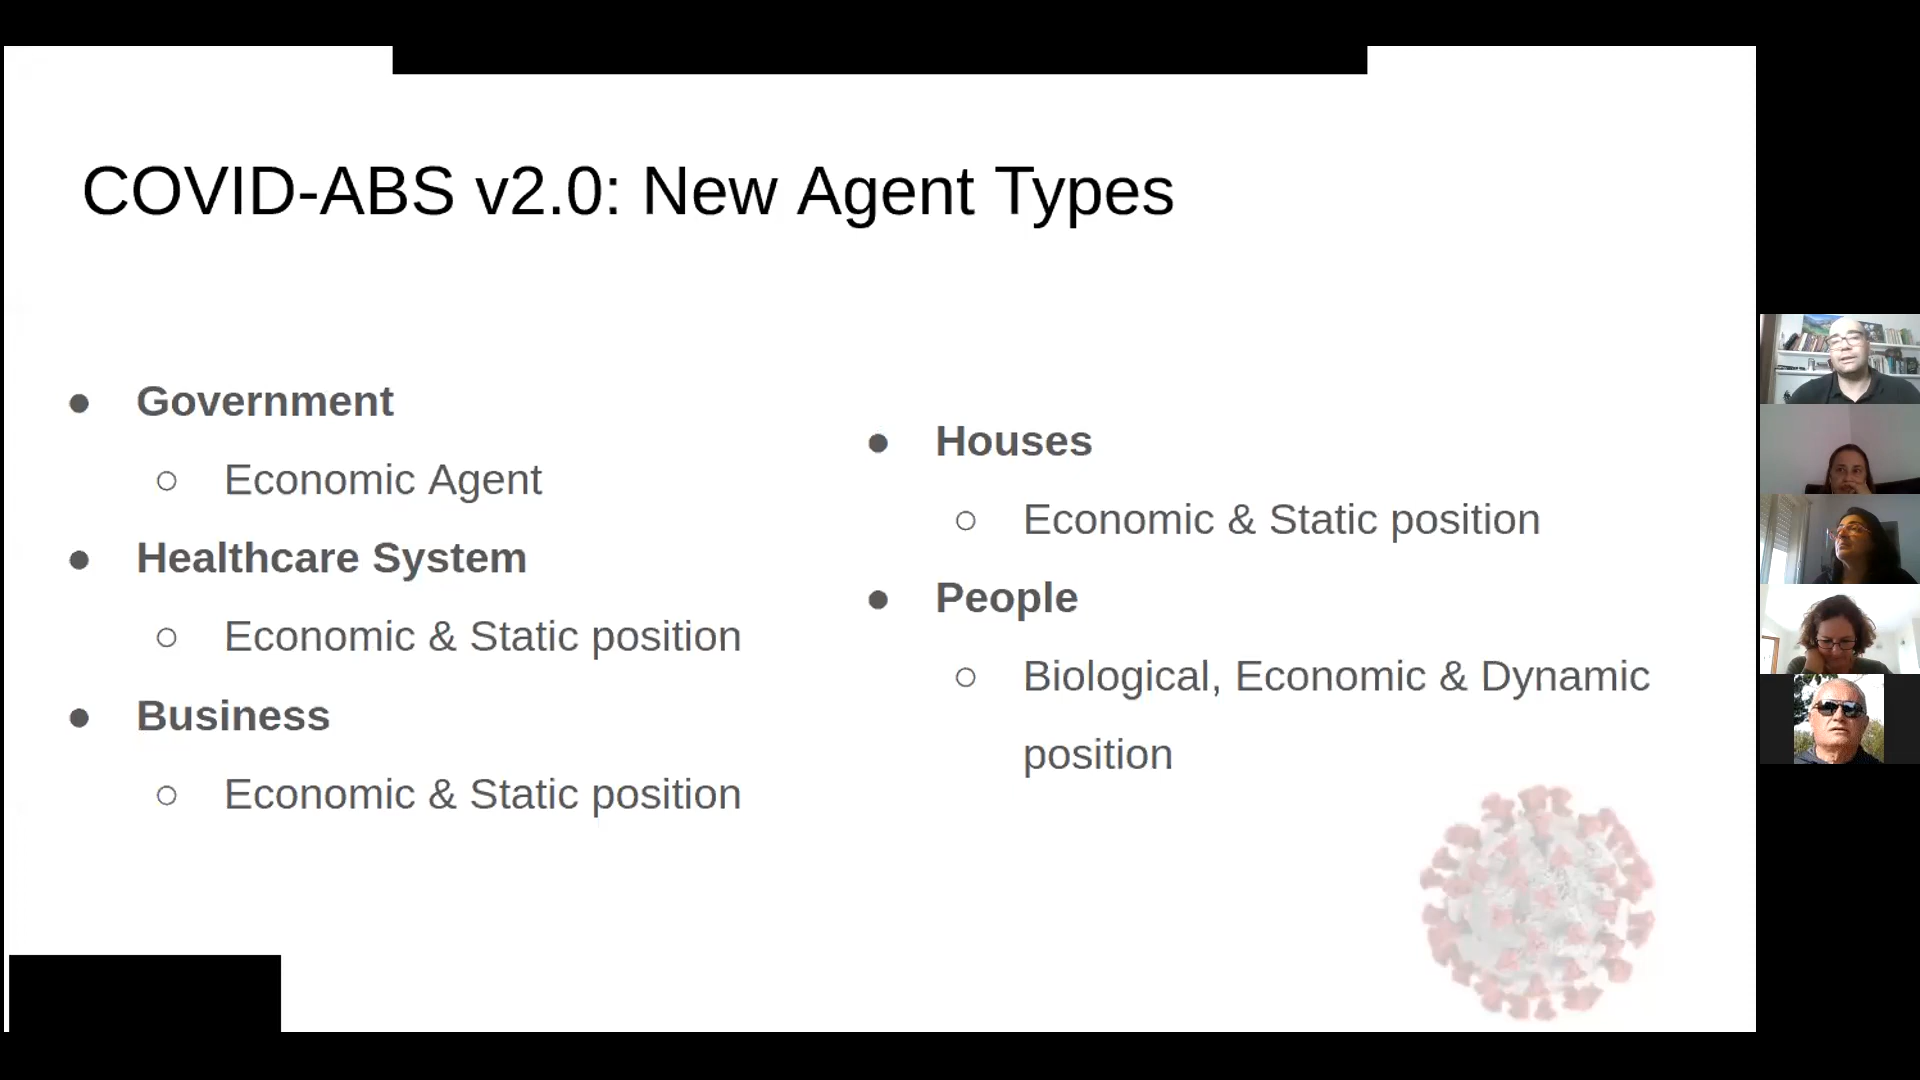 COVID-ABS v2.0: New Agent Types
● Government
○ Economic Agent
● Healthcare System
○ Economic & Static position
● Business
○ Economic & Static position
● Houses
○ Economic & Static position
● People
○ Biological, Economic & Dynamic
position